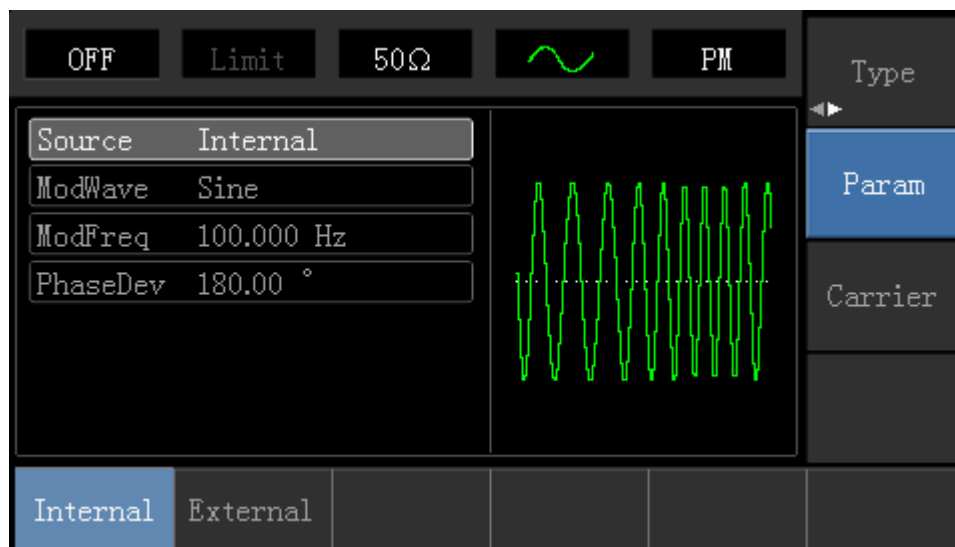 OFF Limit 50Ω PM
Type
Source Internal
ModWave Sine
ModFreq 100.000 Hz
PhaseDev 180.00 °
Param
Carrier
Internal External